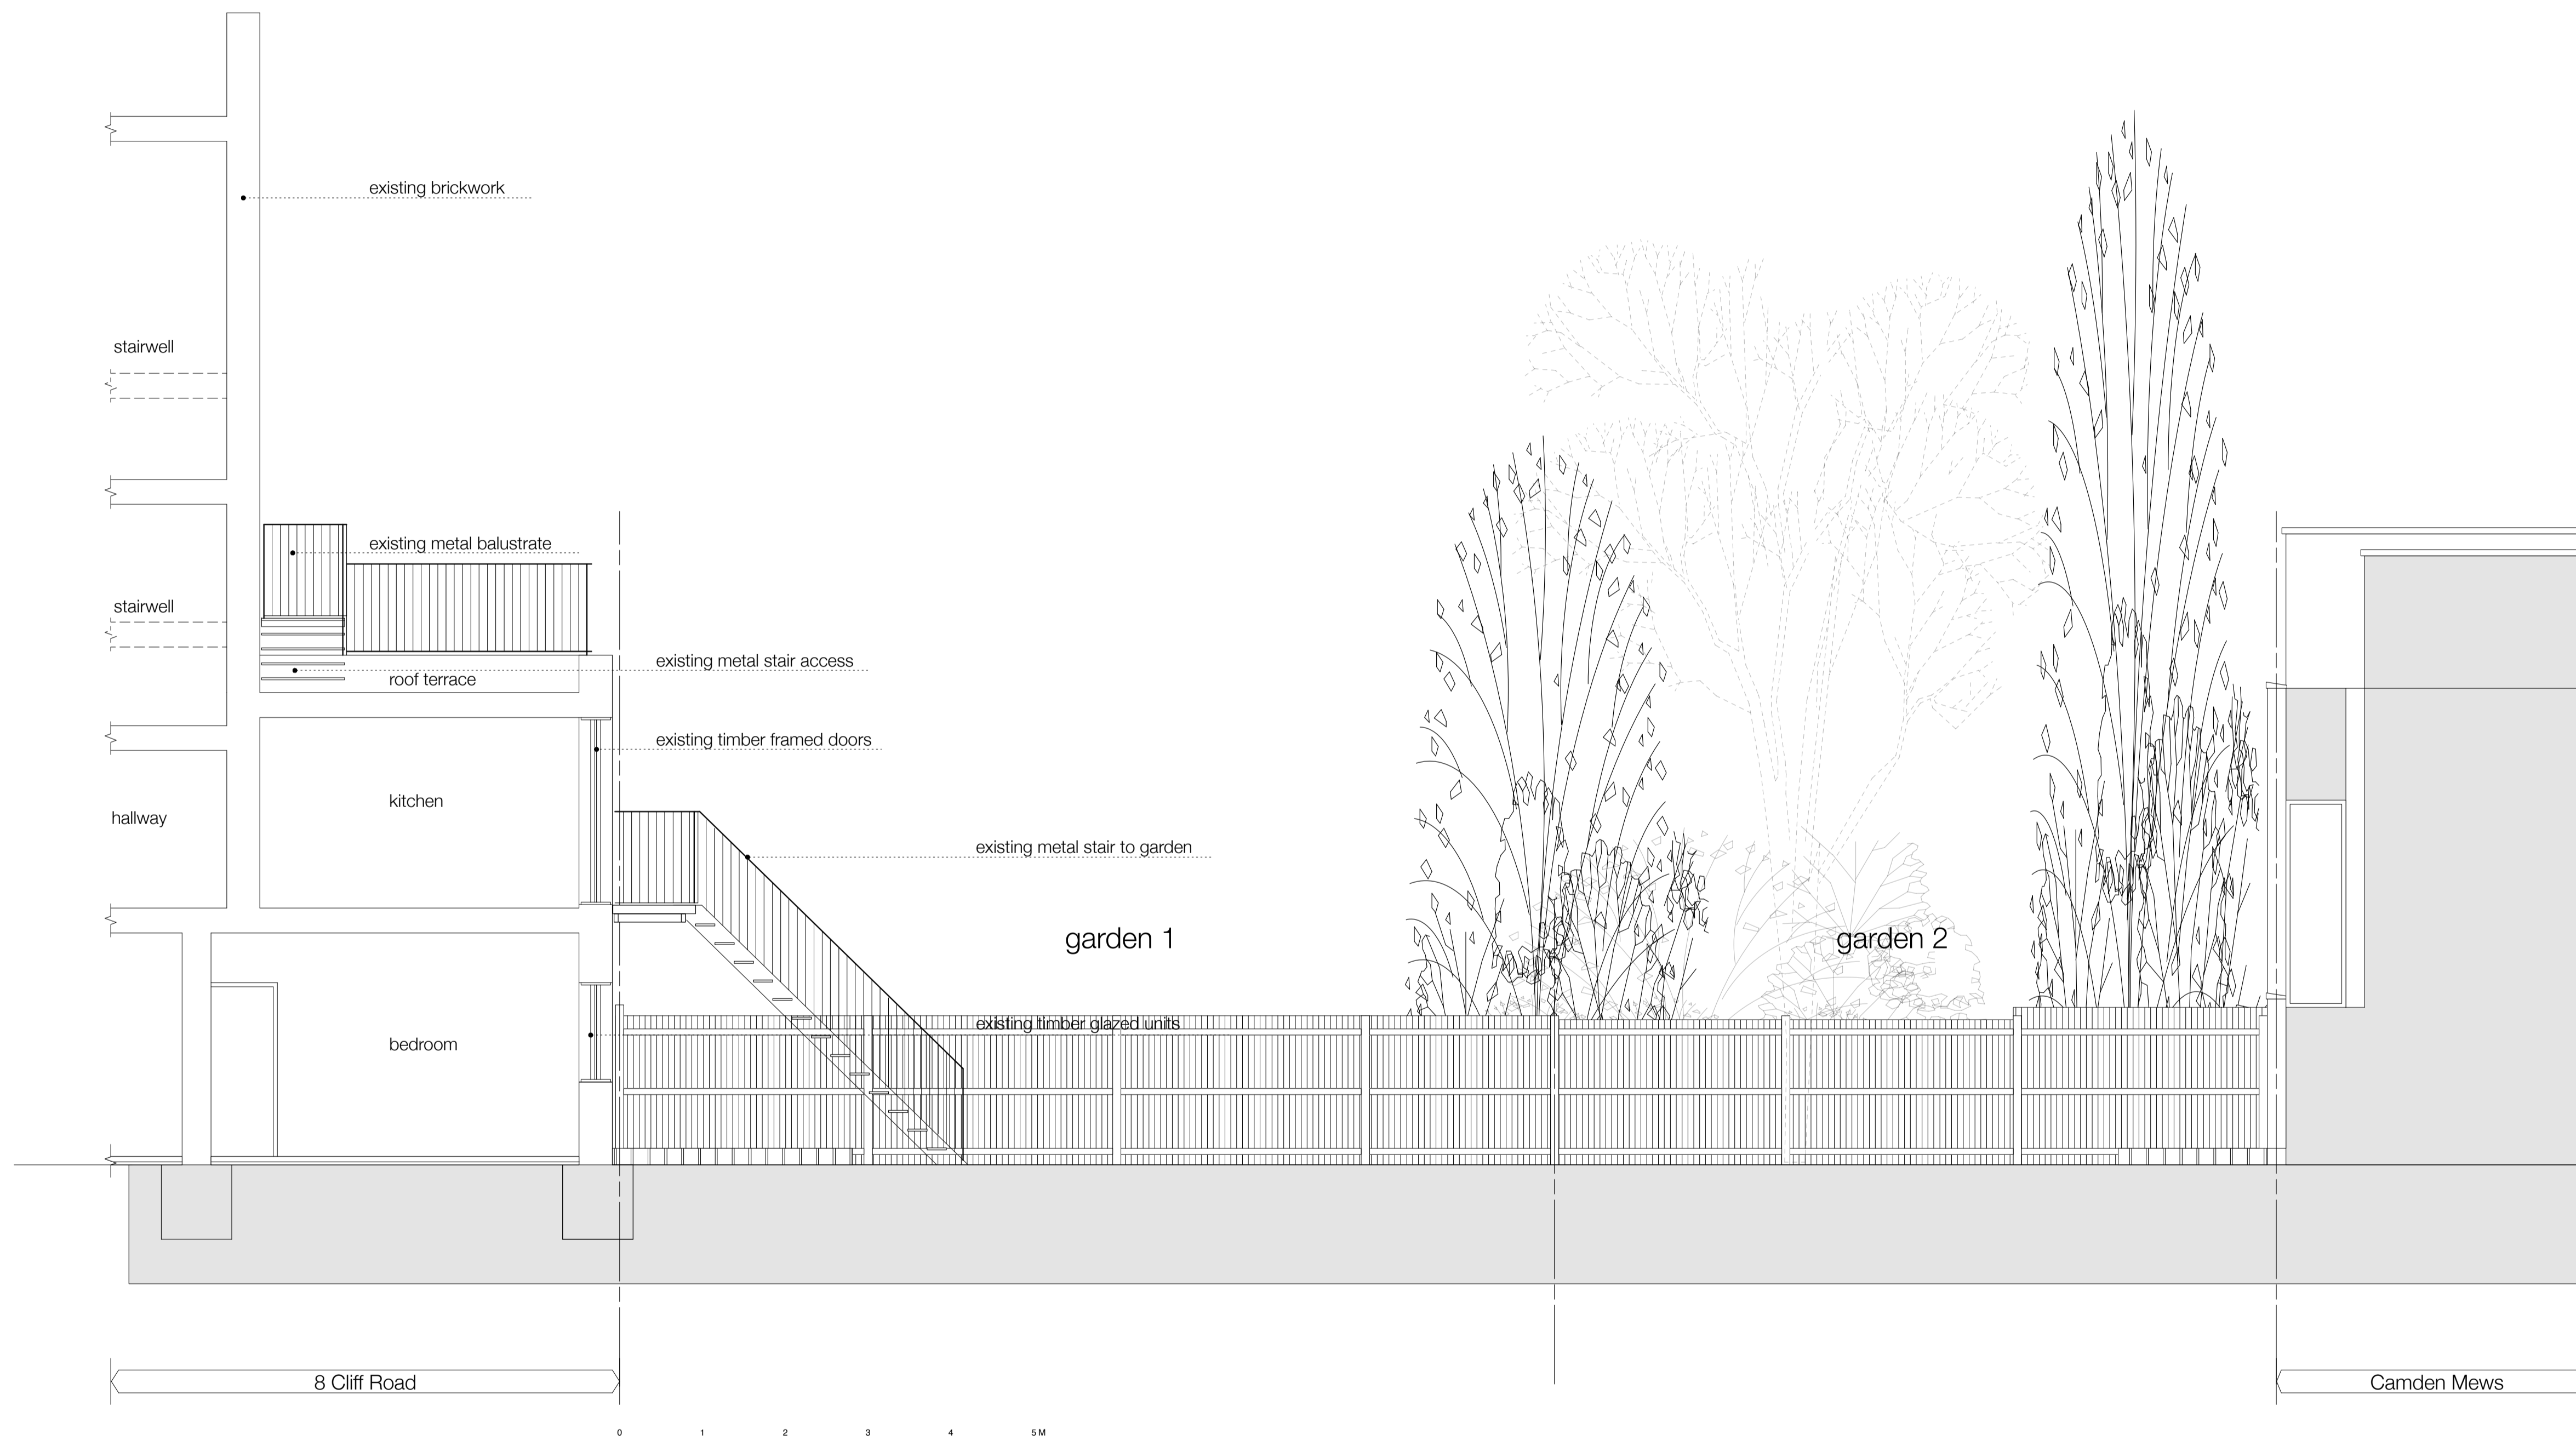 existing brickwork
stairwell
existing metal balustrate
stairwell
existing metal stair access
roof terrace
existing timber framed doors
kitchen
hallway
existing metal stair to garden
garden 1
garden 2
existing timber glazed units
bedroom
8 Cliff Road
Camden Mews
0 1 2 3 4 5 M